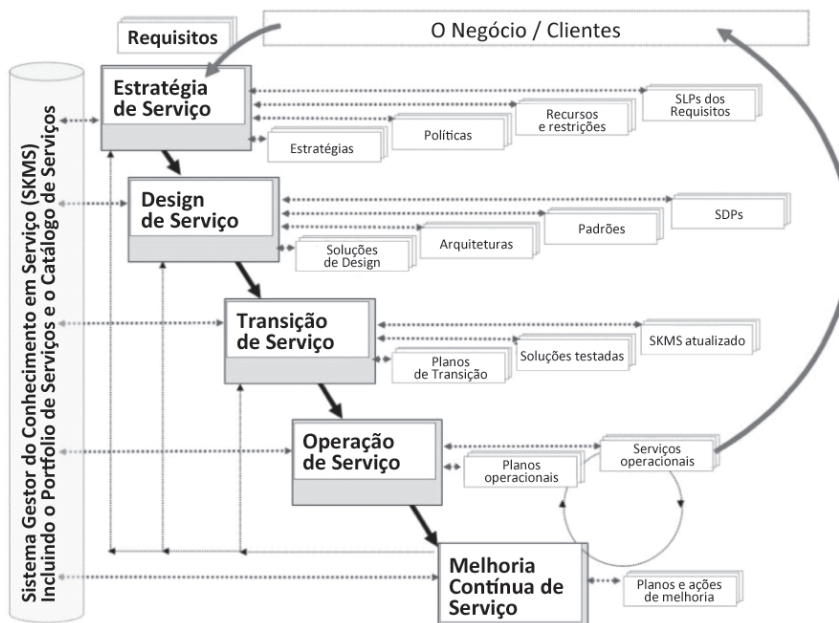 Requisitos
O Negócio / Clientes
Sistema Gestor do Conhecimento em Serviço (SKMS)
Incluindo o Portfolio de Serviços e o Catálogo de Serviços
Estratégia
de Serviço
SLPs dos
Requisitos
Recursos
e restrições
Políticas
Estratégias
Design
de Serviço
SDPs
Padrões
Arquiteturas
Soluções
de Design
Transição
de Serviço
SKMS atualizado
Soluções testadas
Planos
de Transição
Operação
de Serviço
Serviços
operacionais
Planos
operacionais
Melhoria
Contínua de
Serviço
Planos e ações
de melhoria